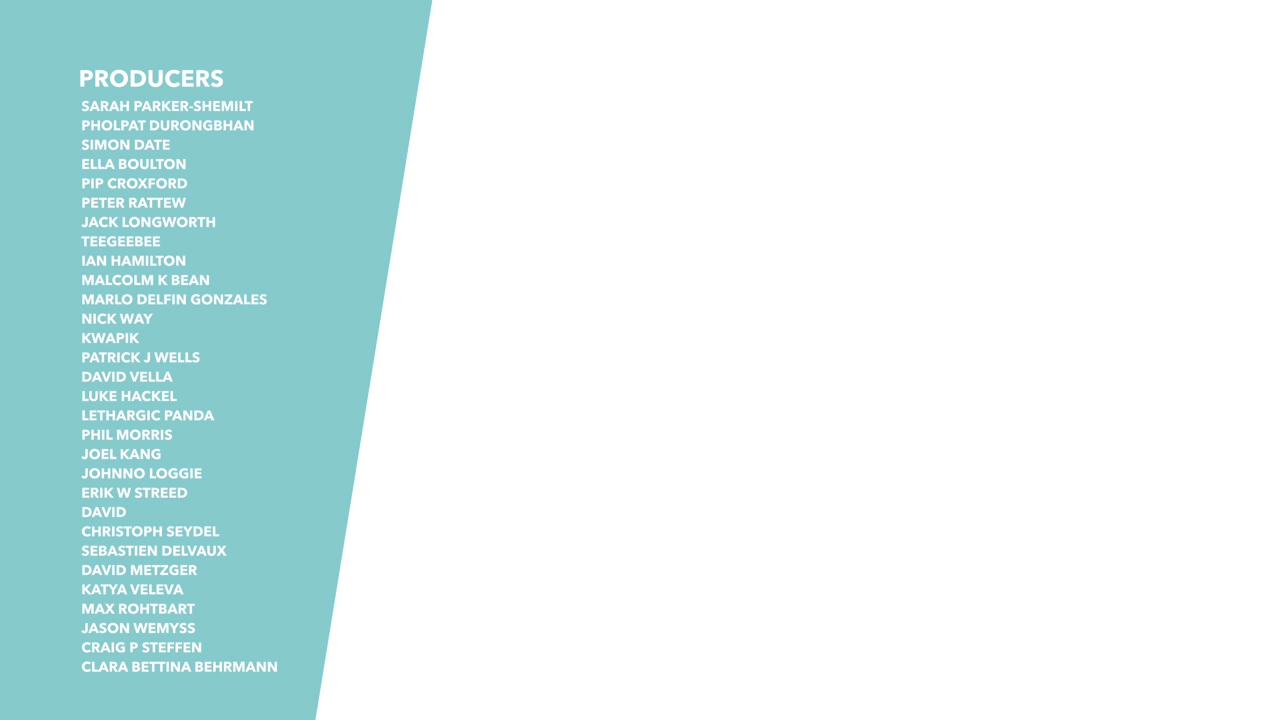 PRODUCERS
SARAH PARKER-SHEMILT
PHOLPAT DURONGBHAN
SIMON DATE
ELLA BOULTON
PIP CROXFORD
PETER RATTEW
JACK LONGWORTH
TEEGEEBEE
IAN HAMILTON
MALCOLM K BEAN
MARLO DELFIN GONZALES
NICK WAY
KWAPIK
PATRICK J WELLS
DAVID VELLA
LUKE HACKEL
LETHARGIC PANDA
PHIL MORRIS
JOEL KANG
JOHNNO LOGGIE
ERIK W STREED
DAVID
CHRISTOPH SEYDEL
SEBASTIEN DELVAUX
DAVID METZGER
KATYA VELEVA
MAX ROHTBART
JASON WEMYSS
CRAIG P STEFFEN
CLARA BETTINA BEHRMANN